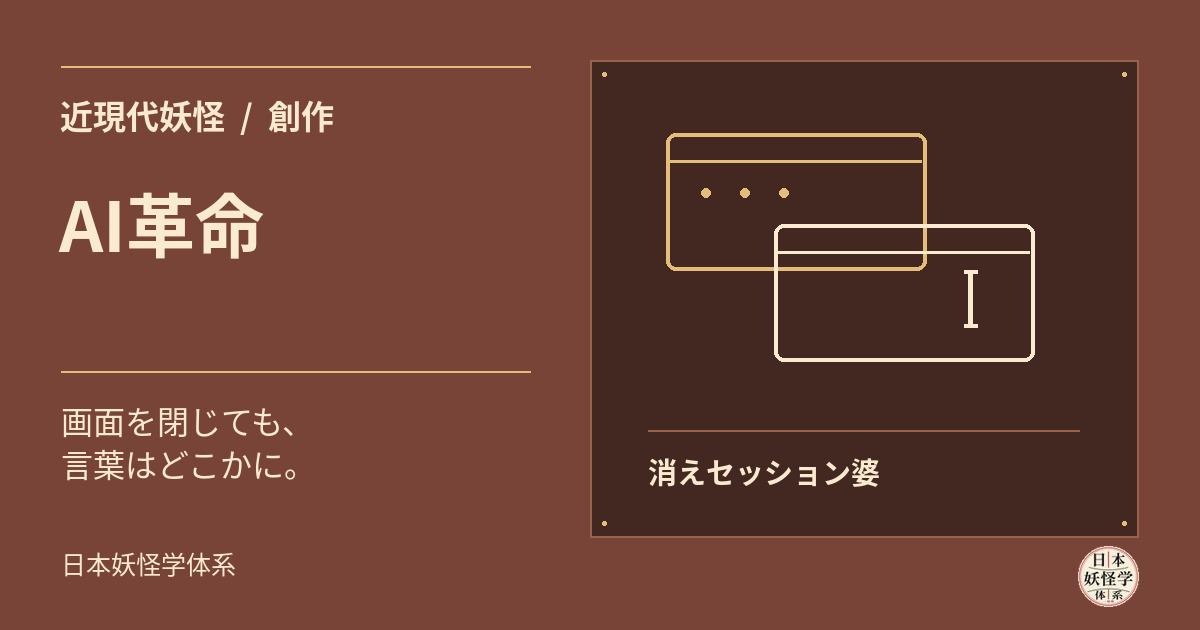 近現代妖怪 / 創作
AI革命
画面を閉じても、
言葉はどこかに。
日本妖怪学体系
消えセッション婆
日本
妖怪学
体系